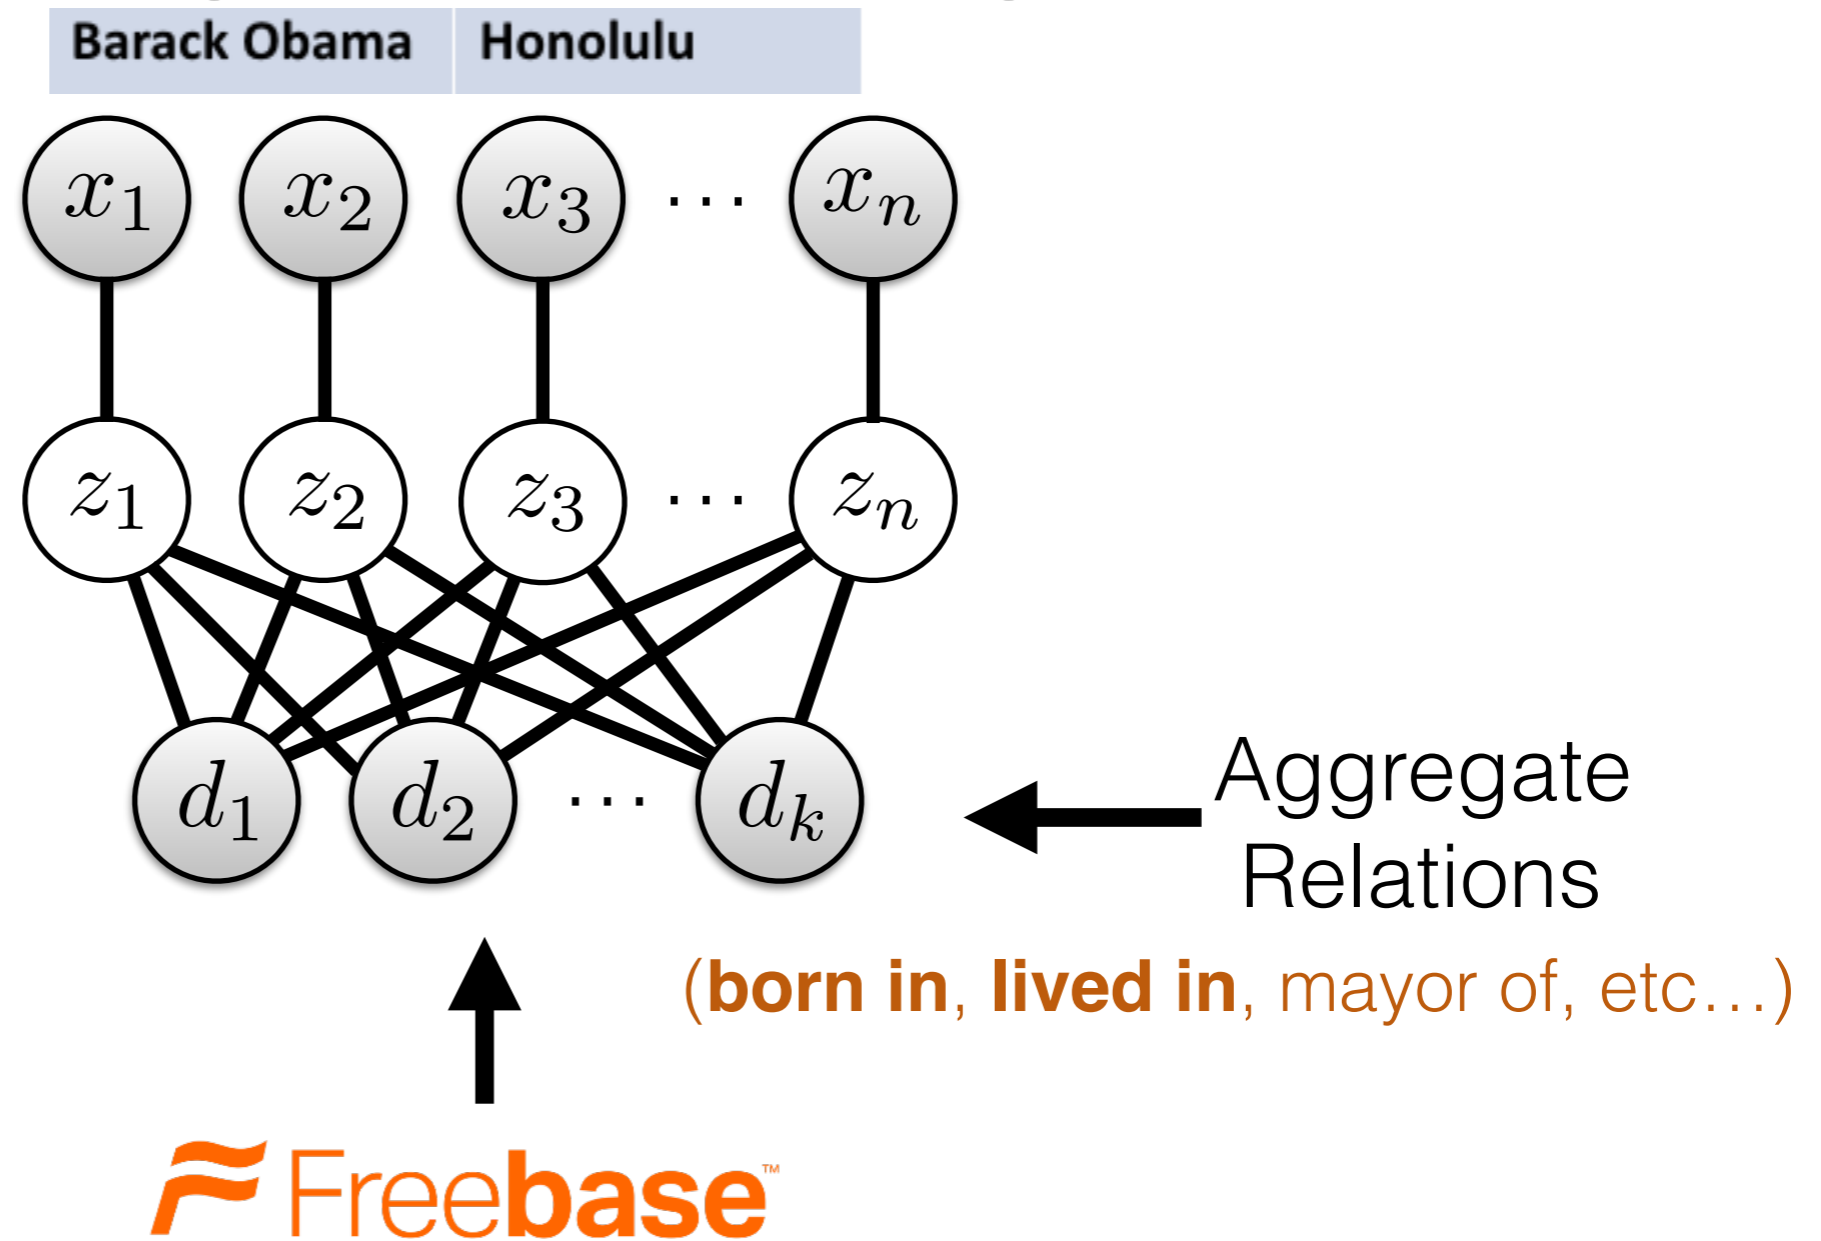 Barack Obama Honolulu
x₁ x₂ x₃ ... xₙ
z₁ z₂ z₃ ... zₙ
d₁ d₂ ... dₖ
Aggregate
Relations
(born in, lived in, mayor of, etc...)
Freebase™